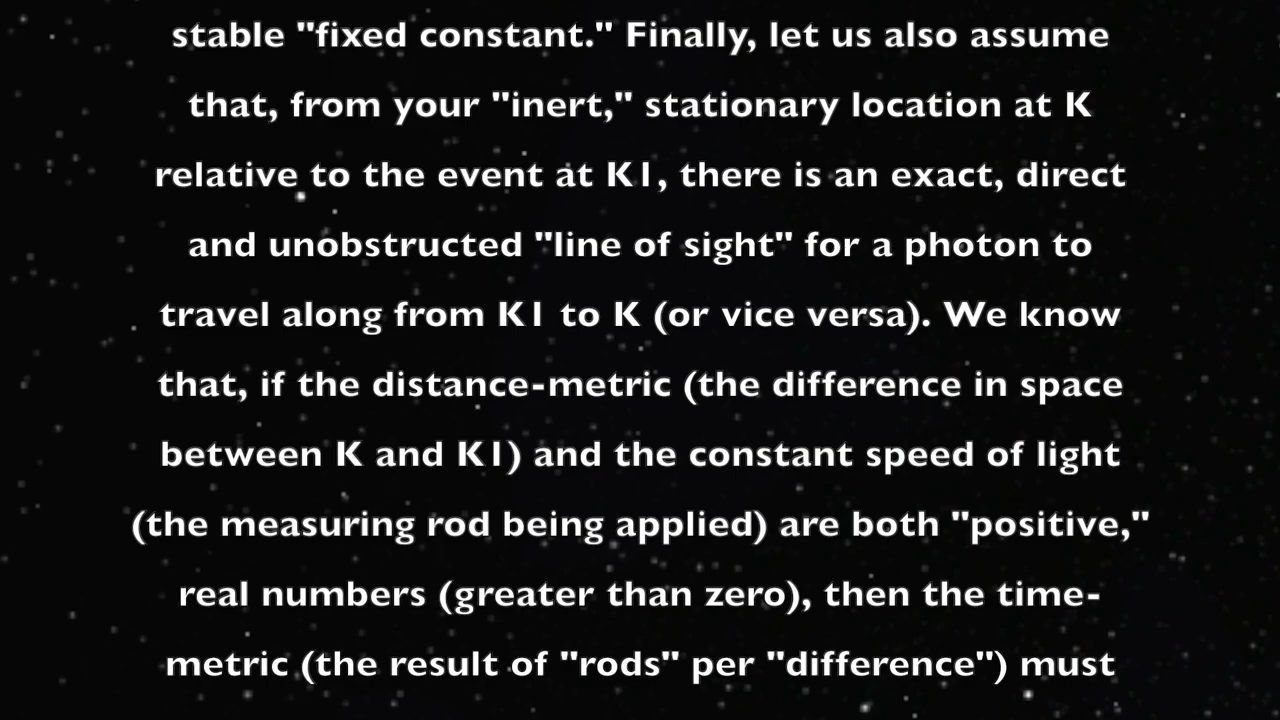 stable "fixed constant." Finally, let us also assume
that, from your "inert," stationary location at K
relative to the event at K1, there is an exact, direct
and unobstructed "line of sight" for a photon to
travel along from K1 to K (or vice versa). We know
that, if the distance-metric (the difference in space
between K and K1) and the constant speed of light
(the measuring rod being applied) are both "positive,"
real numbers (greater than zero), then the time-
metric (the result of "rods" per "difference") must